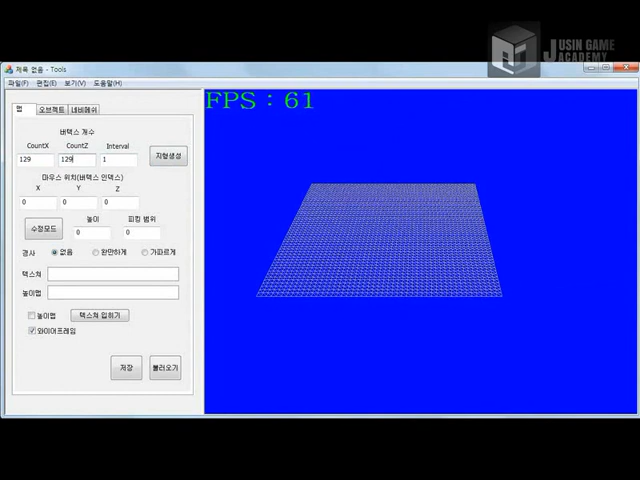 JUSIN GAME
ACADEMY
제목 없음 - Tools
파일(F) 편집(E) 보기(V) 도움말(H)
FPS : 61
맵 오브젝트 네비메쉬
버텍스 개수
CountX CountZ Interval
129 129 1 지형생성
마우스 위치(버텍스 인덱스)
X Y Z
0 0 0
수정모드 높이 피킹 범위
0 0
경사 없음 완만하게 가파르게
텍스쳐
높이맵
높이맵 텍스쳐 입히기
와이어프레임
저장 불러오기